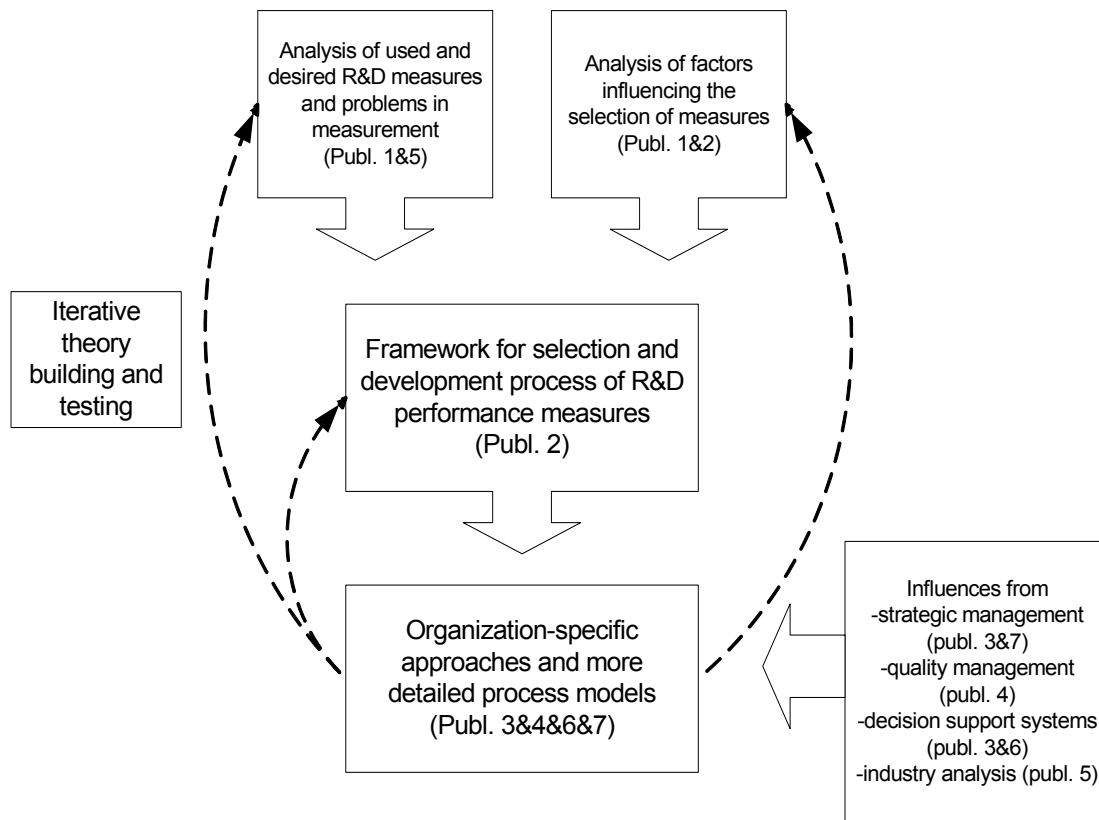 Analysis of used and
desired R&D measures
and problems in
measurement
(Publ. 1&5)
Analysis of factors
influencing the
selection of measures
(Publ. 1&2)
Iterative
theory
building and
testing
Framework for selection and
development process of R&D
performance measures
(Publ. 2)
Organization-specific
approaches and more
detailed process models
(Publ. 3&4&6&7)
Influences from
-strategic management
(publ. 3&7)
-quality management
(publ. 4)
-decision support systems
(publ. 3&6)
-industry analysis (publ. 5)